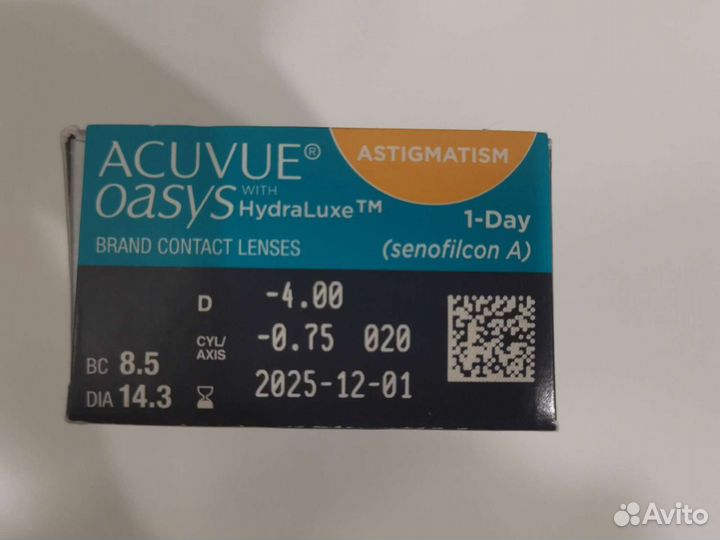 ACUVUE® ASTIGMATISM
oasys WITH HydraLuxe™ 1-Day
BRAND CONTACT LENSES (senofilcon A)
D -4.00
CYL/AXIS -0.75 020
BC 8.5
DIA 14.3 2025-12-01
Avito